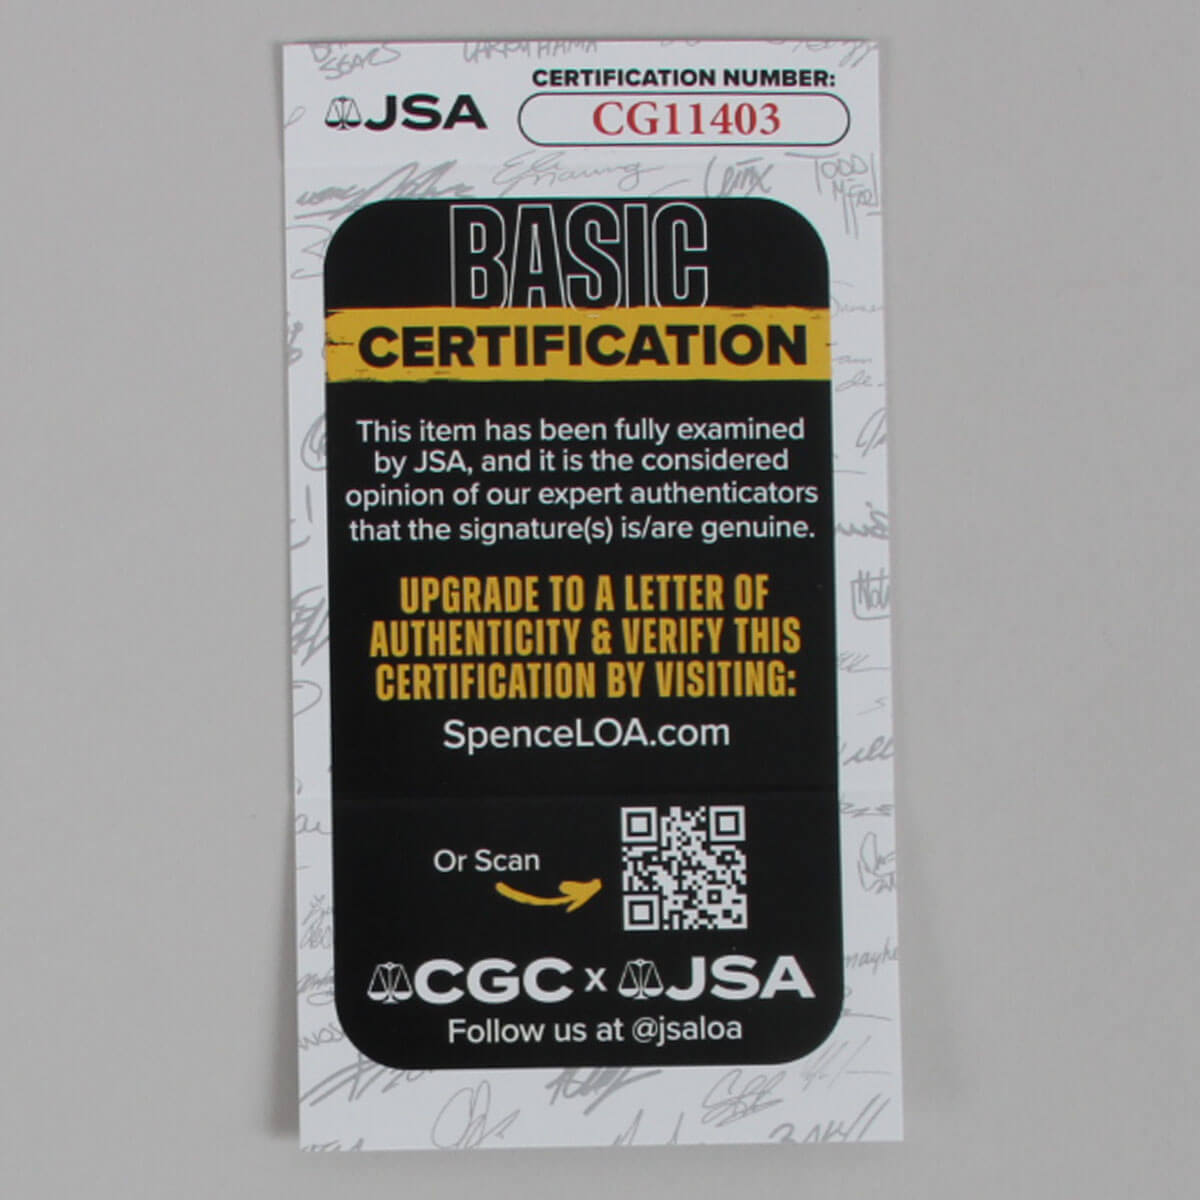 CERTIFICATION NUMBER:
JSA
CG11403
BASIC
CERTIFICATION
This item has been fully examined
by JSA, and it is the considered
opinion of our expert authenticators
that the signature(s) is/are genuine.
UPGRADE TO A LETTER OF
AUTHENTICITY & VERIFY THIS
CERTIFICATION BY VISITING:
SpenceLOA.com
Or Scan
CGC x JSA
Follow us at @jsaloa